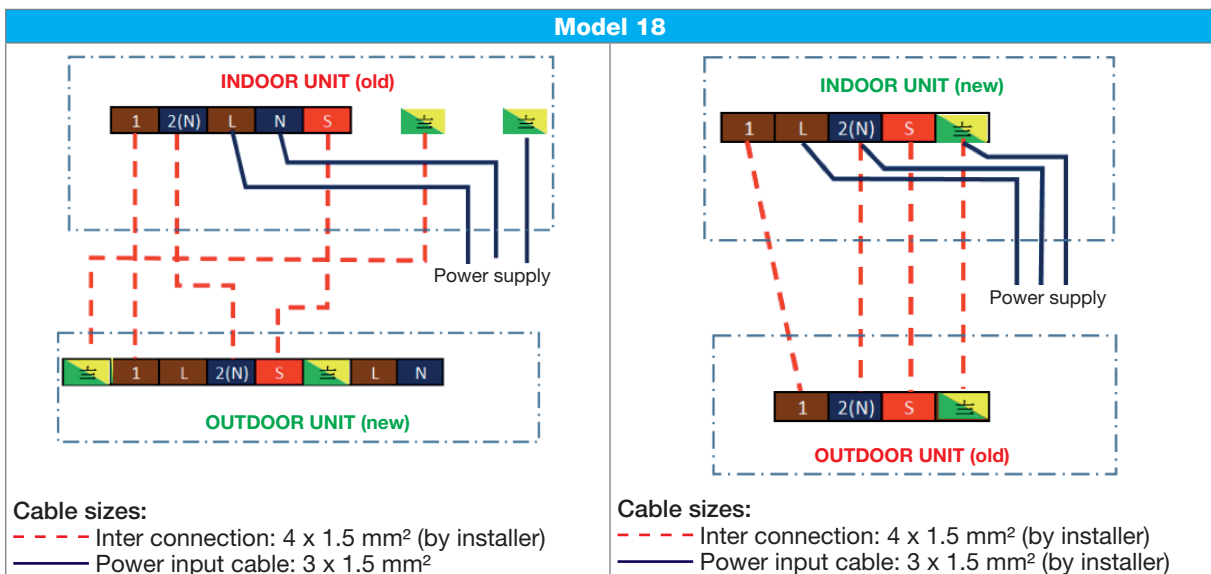 Model 18
INDOOR UNIT (old)
1 2(N) L N S
Power supply
1 L 2(N) S L N
OUTDOOR UNIT (new)
Cable sizes:
Inter connection: 4 x 1.5 mm² (by installer)
Power input cable: 3 x 1.5 mm²
INDOOR UNIT (new)
1 L 2(N) S
Power supply
1 2(N) S
OUTDOOR UNIT (old)
Cable sizes:
Inter connection: 4 x 1.5 mm² (by installer)
Power input cable: 3 x 1.5 mm² (by installer)